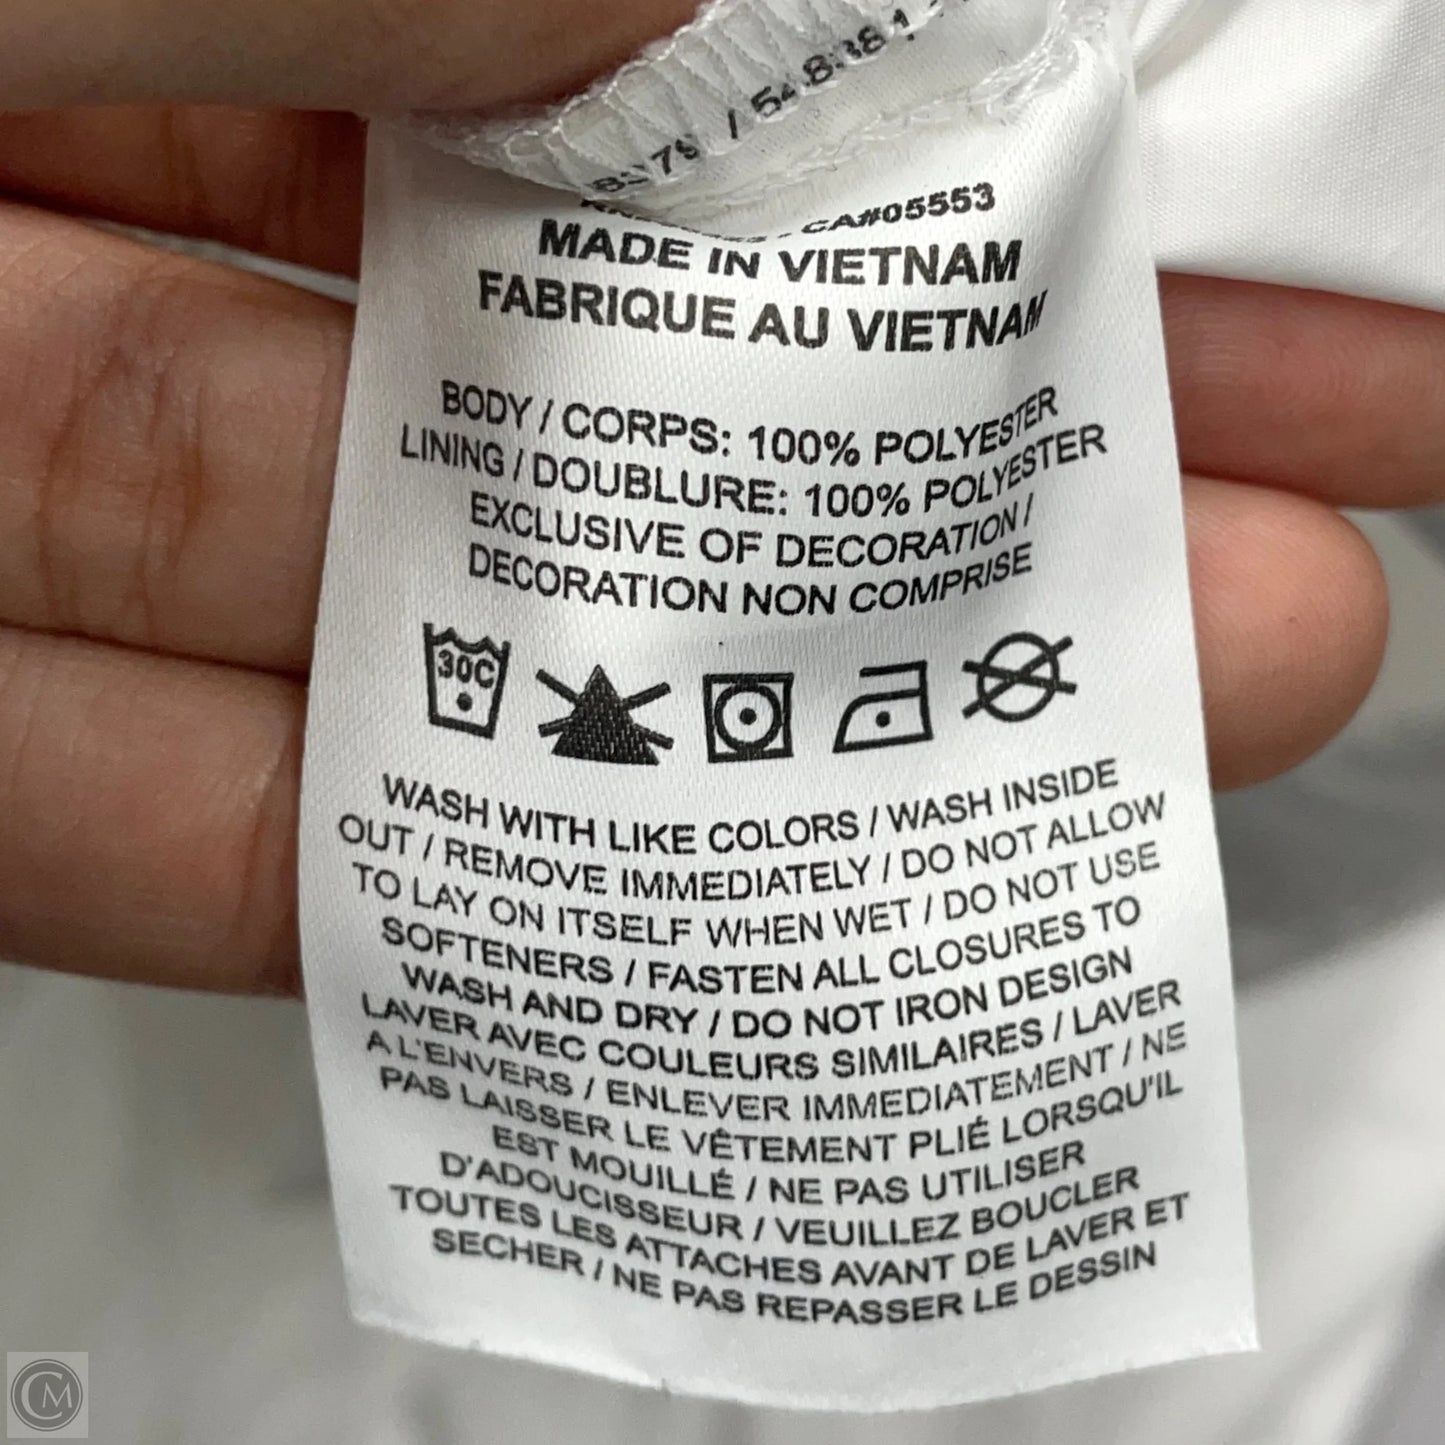 CA#05553
MADE IN VIETNAM
FABRIQUE AU VIETNAM
BODY / CORPS: 100% POLYESTER
LINING / DOUBLURE: 100% POLYESTER
EXCLUSIVE OF DECORATION /
DECORATION NON COMPRISE
30C
WASH WITH LIKE COLORS / WASH INSIDE
OUT / REMOVE IMMEDIATELY / DO NOT ALLOW
TO LAY ON ITSELF WHEN WET / DO NOT USE
SOFTENERS / FASTEN ALL CLOSURES TO
WASH AND DRY / DO NOT IRON DESIGN
LAVER AVEC COULEURS SIMILAIRES / LAVER
A L'ENVERS / ENLEVER IMMEDIATEMENT / NE
PAS LAISSER LE VÊTEMENT PLIÉ LORSQU'IL
EST MOUILLÉ / NE PAS UTILISER
D'ADOUCISSEUR / VEUILLEZ BOUCLER
TOUTES LES ATTACHES AVANT DE LAVER ET
SECHER / NE PAS REPASSER LE DESSIN
CM